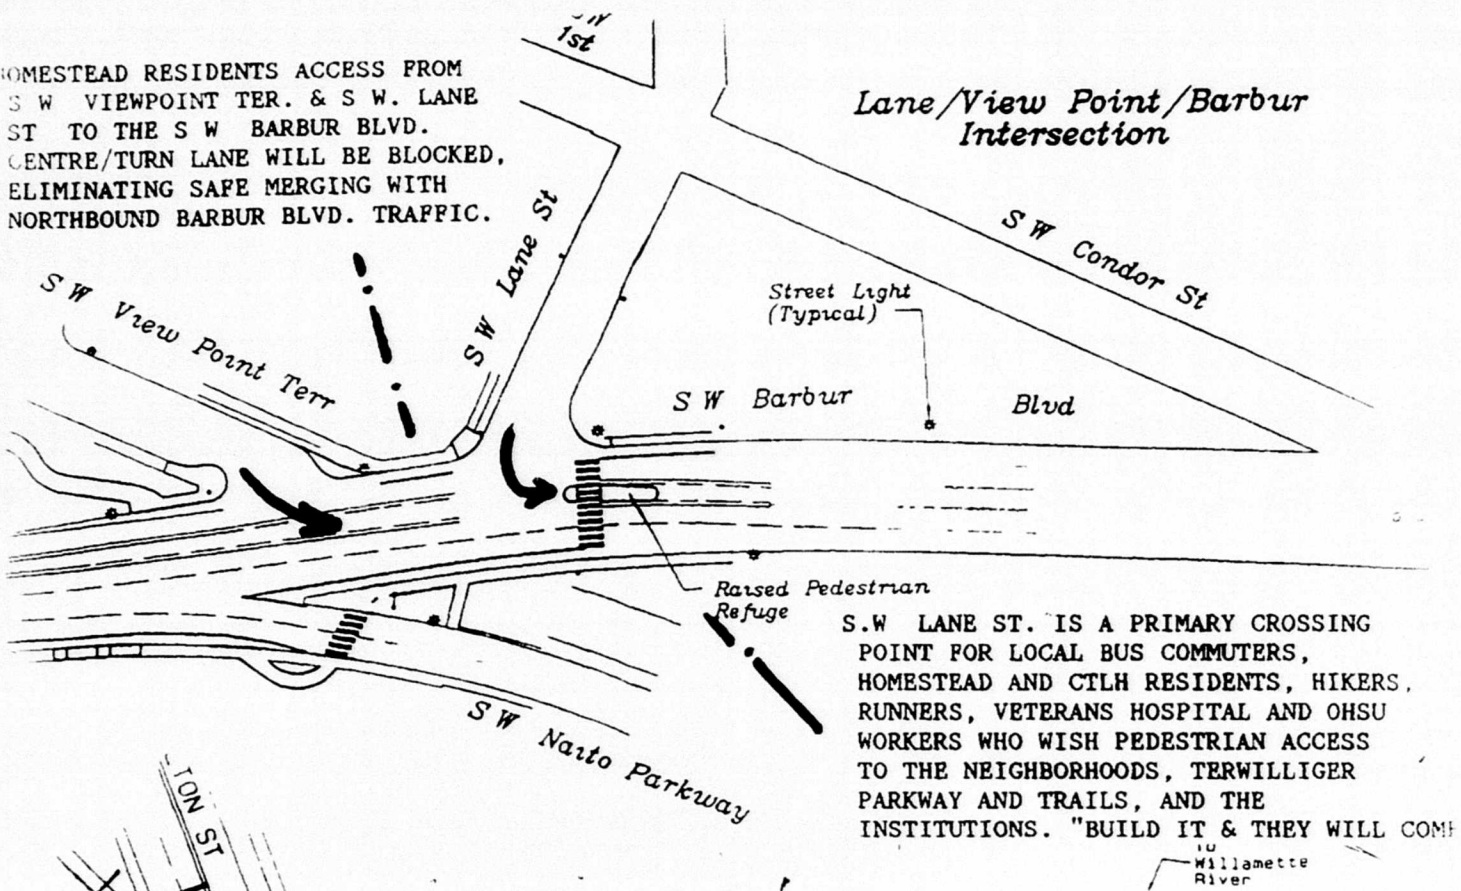 1st
OMESTEAD RESIDENTS ACCESS FROM
S W VIEWPOINT TER. & S W. LANE
ST TO THE S W BARBUR BLVD.
CENTRE/TURN LANE WILL BE BLOCKED,
ELIMINATING SAFE MERGING WITH
NORTHBOUND BARBUR BLVD. TRAFFIC.
Lane/View Point/Barbur
Intersection
S W Lane St
S W Condor St
S W View Point Terr
Street Light
(Typical)
S W Barbur Blvd
Raised Pedestrian
Refuge
S.W LANE ST. IS A PRIMARY CROSSING
POINT FOR LOCAL BUS COMMUTERS,
HOMESTEAD AND CTLH RESIDENTS, HIKERS,
RUNNERS, VETERANS HOSPITAL AND OHSU
WORKERS WHO WISH PEDESTRIAN ACCESS
TO THE NEIGHBORHOODS, TERWILLIGER
PARKWAY AND TRAILS, AND THE
INSTITUTIONS. "BUILD IT & THEY WILL COME
S W Naito Parkway
TON ST
Willamette
River